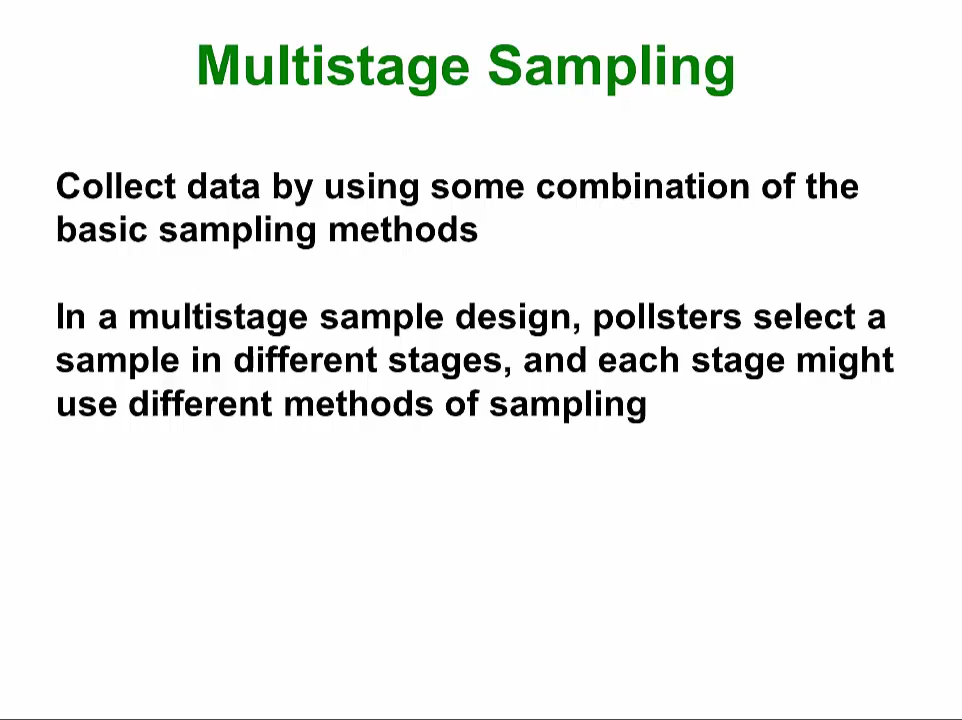 Multistage Sampling
Collect data by using some combination of the
basic sampling methods
In a multistage sample design, pollsters select a
sample in different stages, and each stage might
use different methods of sampling